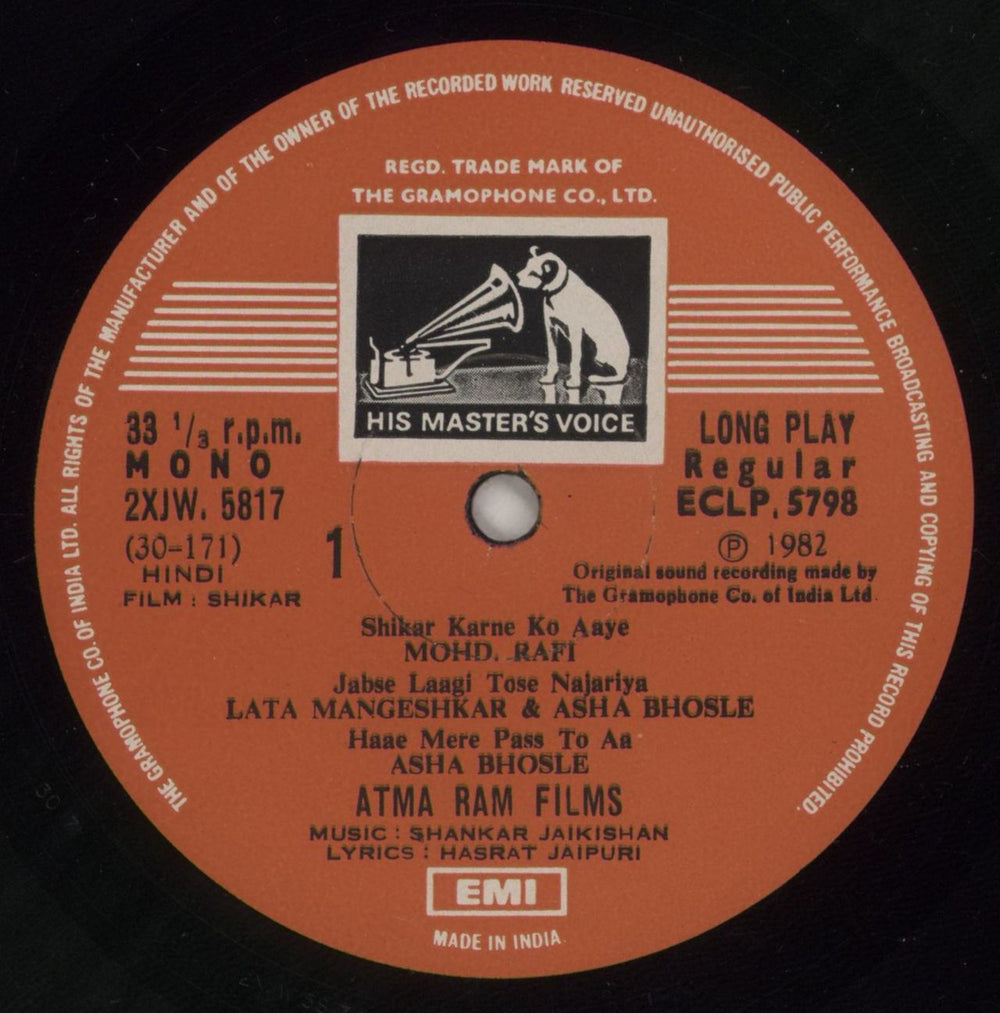 THE GRAMOPHONE CO. OF INDIA LTD. ALL RIGHTS OF THE MANUFACTURER AND OF THE OWNER OF THE RECORDED WORK RESERVED UNAUTHORISED PUBLIC PERFORMANCE BROADCASTING AND COPYING OF THIS RECORD PROHIBITED.
REGD. TRADE MARK OF
THE GRAMOPHONE CO., LTD.
HIS MASTER'S VOICE
33 1/3 r.p.m.
MONO
2XJW. 5817
(30-171)
HINDI
FILM : SHIKAR
1
LONG PLAY
Regular
ECLP. 5798
Ⓟ 1982
Original sound recording made by
The Gramophone Co. of India Ltd.
Shikar Karne Ko Aaye
MOHD. RAFI
Jabse Laagi Tose Najariya
LATA MANGESHKAR & ASHA BHOSLE
Haae Mere Pass To Aa
ASHA BHOSLE
ATMA RAM FILMS
MUSIC : SHANKAR JAIKISHAN
LYRICS : HASRAT JAIPURI
EMI
MADE IN INDIA.
30